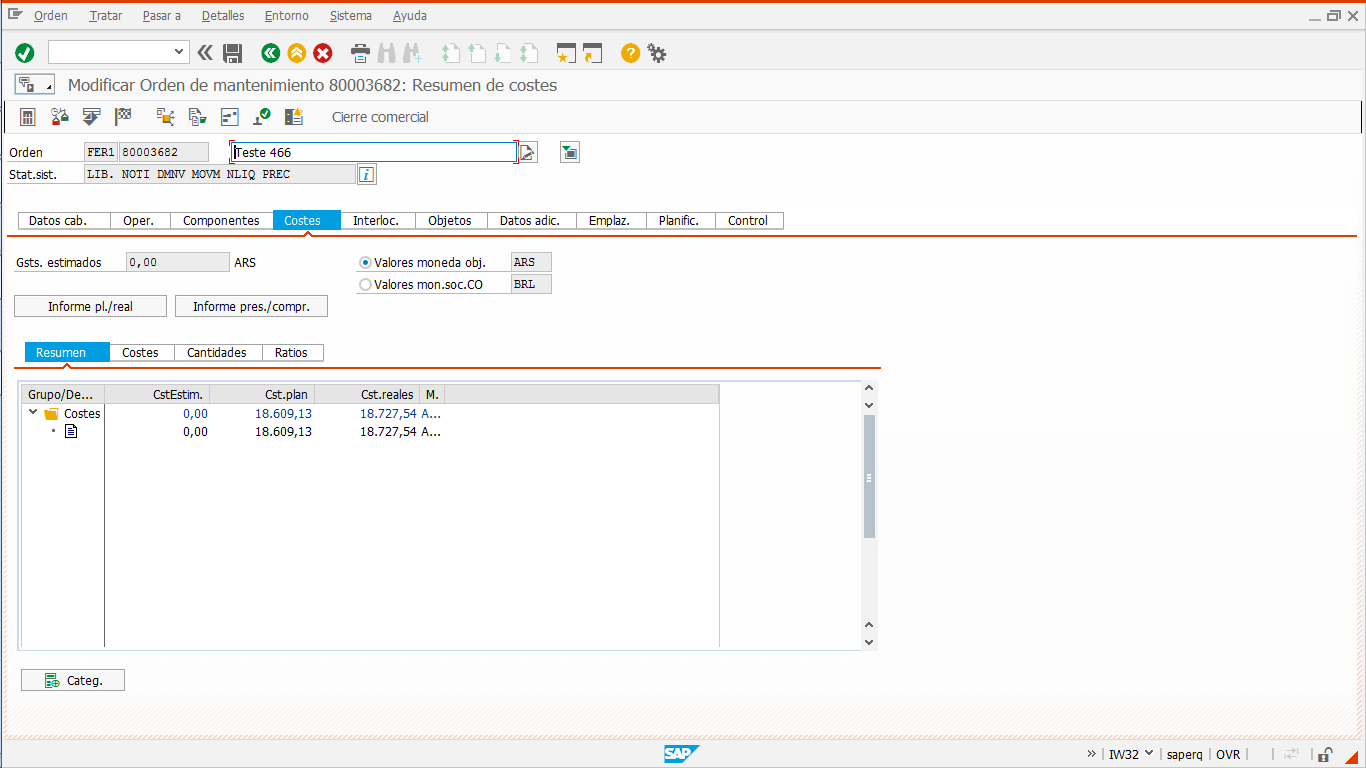 Orden Tratar Pasar a Detalles Entorno Sistema Ayuda
Modificar Orden de mantenimiento 80003682: Resumen de costes
Cierre comercial
Orden FER1 80003682 Teste 466
Stat.sist. LIB. NOTI DMNV MOVM NLIQ PREC
Datos cab. Oper. Componentes Costes Interloc. Objetos Datos adic. Emplaz. Planific. Control
Gsts. estimados 0,00 ARS Valores moneda obj. ARS
Valores mon.soc.CO BRL
Informe pl./real Informe pres./compr.
Resumen Costes Cantidades Ratios
Grupo/De... CstEstim. Cst.plan Cst.reales M.
Costes 0,00 18.609,13 18.727,54 A...
0,00 18.609,13 18.727,54 A...
Categ.
SAP » IW32 saperq OVR